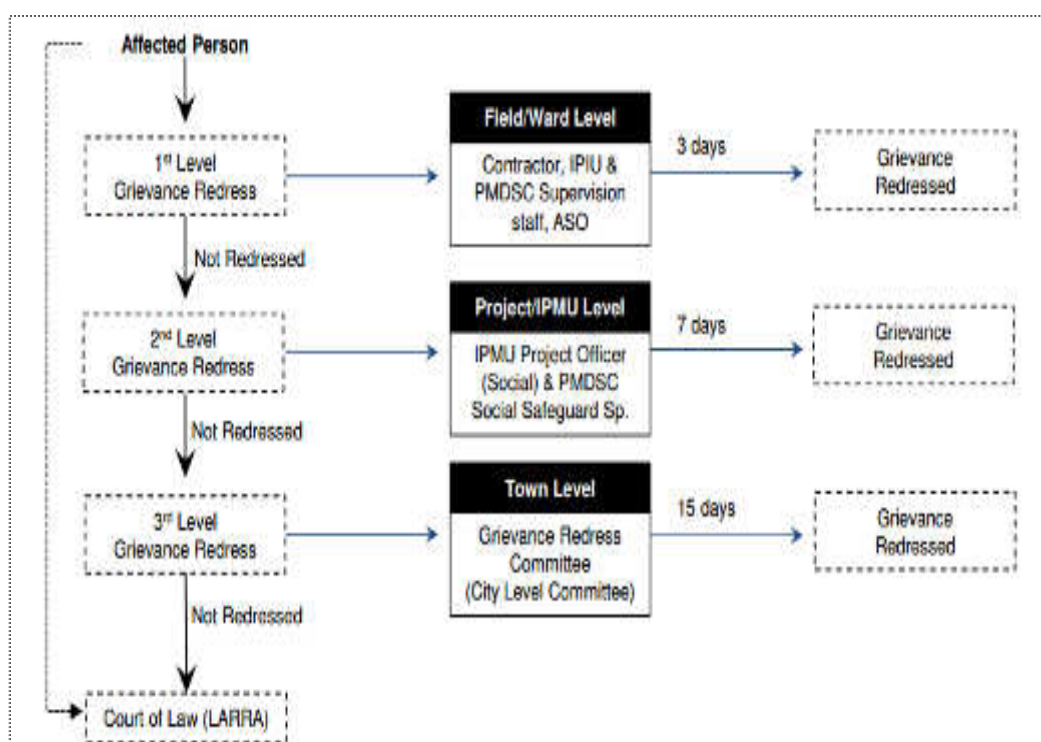 Affected Person
1st Level
Grievance Redress
Field/Ward Level
Contractor, IPIU &
PMDSC Supervision
staff, ASO
3 days
Grievance
Redressed
Not Redressed
2nd Level
Grievance Redress
Project/IPMU Level
IPMU Project Officer
(Social) & PMDSC
Social Safeguard Sp.
7 days
Grievance
Redressed
Not Redressed
3rd Level
Grievance Redress
Town Level
Grievance Redress
Committee
(City Level Committee)
15 days
Grievance
Redressed
Not Redressed
Court of Law (LARRA)